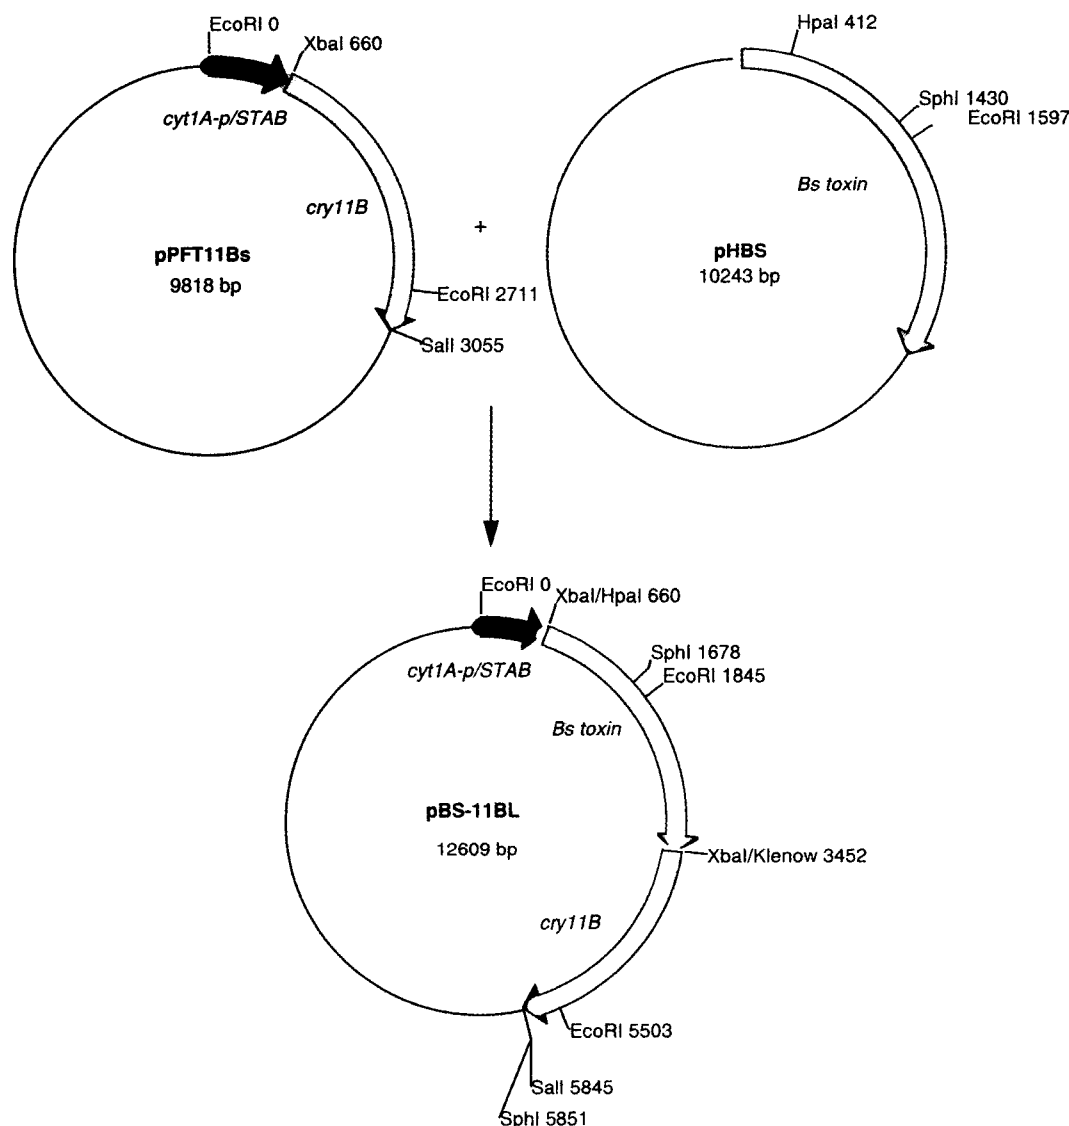 EcoRI 0
XbaI 660
cyt1A-p/STAB
cry11B
pPFT11Bs
9818 bp
EcoRI 2711
SalI 3055
+
HpaI 412
SphI 1430
EcoRI 1597
Bs toxin
pHBS
10243 bp
EcoRI 0
XbaI/HpaI 660
cyt1A-p/STAB
SphI 1678
EcoRI 1845
Bs toxin
pBS-11BL
12609 bp
XbaI/Klenow 3452
cry11B
EcoRI 5503
SalI 5845
SphI 5851